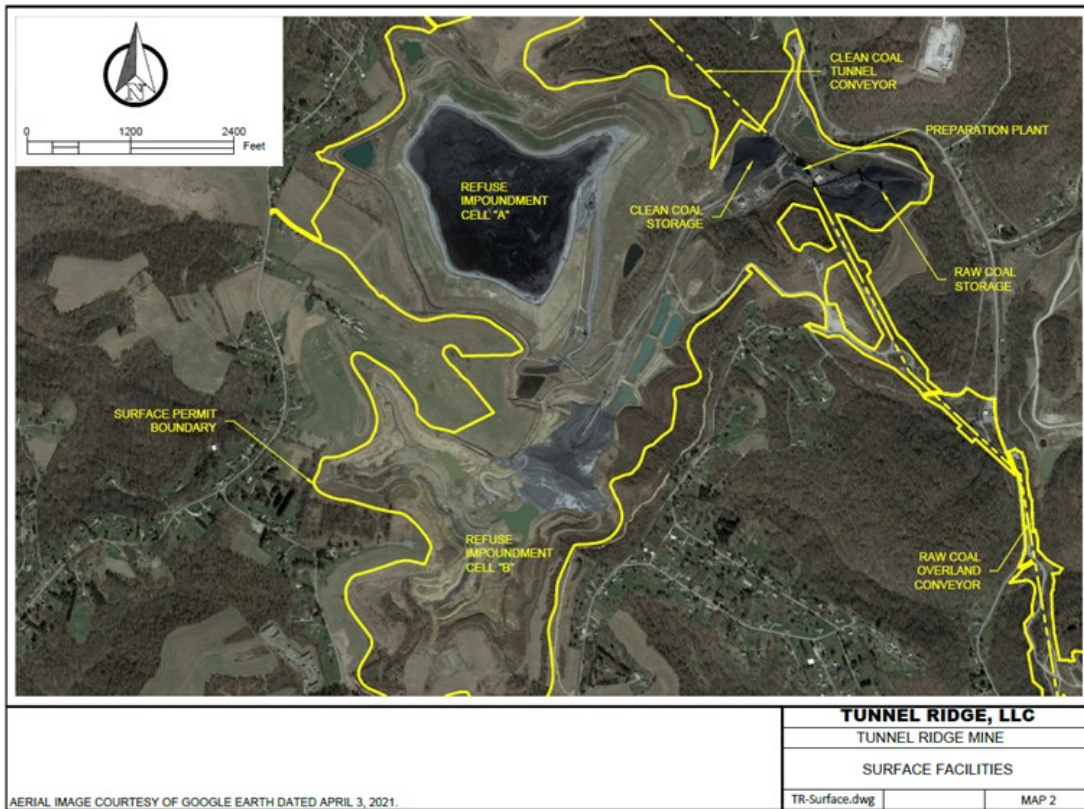 N
0 1200 2400
Feet
CLEAN COAL
TUNNEL
CONVEYOR
PREPARATION PLANT
REFUSE
IMPOUNDMENT
CELL "A"
CLEAN COAL
STORAGE
RAW COAL
STORAGE
SURFACE PERMIT
BOUNDARY
REFUSE
IMPOUNDMENT
CELL "B"
RAW COAL
OVERLAND
CONVEYOR
TUNNEL RIDGE, LLC
TUNNEL RIDGE MINE
SURFACE FACILITIES
AERIAL IMAGE COURTESY OF GOOGLE EARTH DATED APRIL 3, 2021.
TR-Surface.dwg MAP 2